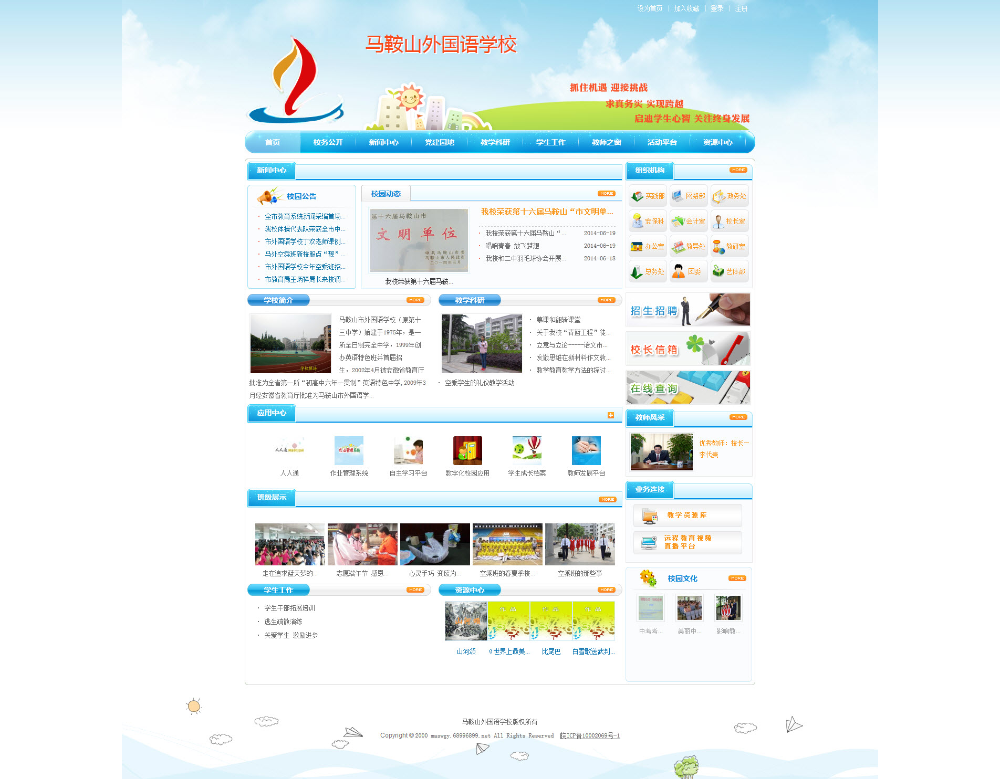 设为首页 | 加入收藏 | 登录 | 注册
马鞍山外国语学校
抓住机遇 迎接挑战
求真务实 实现跨越
启迪学生心智 关注终身发展
首页 校务公开 新闻中心 党建园地 教学科研 学生工作 教师之窗 活动平台 资源中心
新闻中心
校园公告
全市教育系统新闻采编首场...
我校体操代表队荣获全市中...
市外国语学校丁欢老师课例...
马外空乘班新校服点“靓”...
市外国语学校今年空乘班招...
市教育局王炳祥局长来校调...
校园动态 MORE
第十六届马鞍山市
文明单位
中共马鞍山市委
马鞍山市人民政府
二〇一四年三月
我校荣获第十六届马鞍...
我校荣获第十六届马鞍山“市文明单...
我校荣获第十六届马鞍山“... 2014-06-19
唱响青春 放飞梦想 2014-06-19
我校和二中羽毛球协会开展... 2014-06-18
组织机构 MORE
实践部 网络部 政务处
安保科 会计室 校长室
办公室 教导处 教研室
总务处 团委 艺体部
招生招聘
校长信箱
在线查询
学校简介 MORE
学校操场
马鞍山市外国语学校（原第十
三中学）始建于1975年，是一
所全日制完全中学，1999年创
办英语特色班并首届招
生，2002年4月被安徽省教育厅
批准为全省第一所“初高中六年一贯制”英语特色中学,2009年3
月经安徽省教育厅批准为马鞍山市外国语学...
教学科研 MORE
慕课和翻转课堂
关于我校“青蓝工程”徒...
立意与立论-----语文市...
发散思维在新材料作文教...
数学教育教学方法的探讨...
空乘学生的礼仪教学活动
应用中心
人人通
作业管理系统
人人通 作业管理系统 自主学习平台 数字化校园应用 学生成长档案 教师发展平台
教师风采 MORE
优秀教师：校长—
李代贵
班级展示 MORE
走在追求蓝天梦的... 志愿端午节 感恩... 心灵手巧 变废为... 空乘班的春夏季校... 空乘班的那些事
业务连接
教学资源库
远程教育视频
直播平台
学生工作 MORE
学生干部拓展培训
逃生疏散演练
关爱学生 激励进步
资源中心 MORE
作品 作品 作品
山河颂 《世界上最美... 比尾巴 白雪歌送武判...
校园文化 MORE
中考考... 美丽中... 影响教...
马鞍山外国语学校版权所有
Copyright © 2000 maswgy.68996899.net All Rights Reserved 皖ICP备10002069号-1